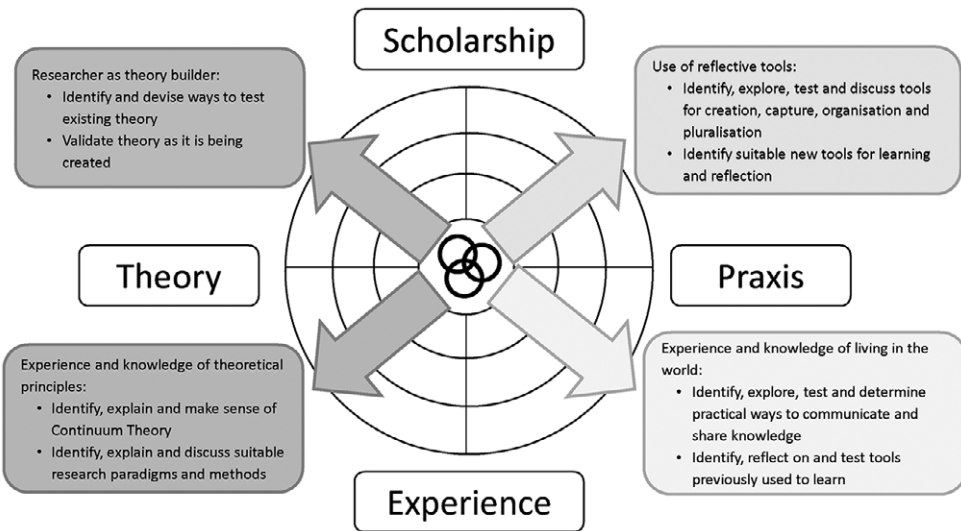 Scholarship
Researcher as theory builder:
• Identify and devise ways to test
existing theory
• Validate theory as it is being
created
Use of reflective tools:
• Identify, explore, test and discuss tools
for creation, capture, organisation and
pluralisation
• Identify suitable new tools for learning
and reflection
Theory
Praxis
Experience and knowledge of theoretical
principles:
• Identify, explain and make sense of
Continuum Theory
• Identify, explain and discuss suitable
research paradigms and methods
Experience and knowledge of living in the
world:
• Identify, explore, test and determine
practical ways to communicate and
share knowledge
• Identify, reflect on and test tools
previously used to learn
Experience